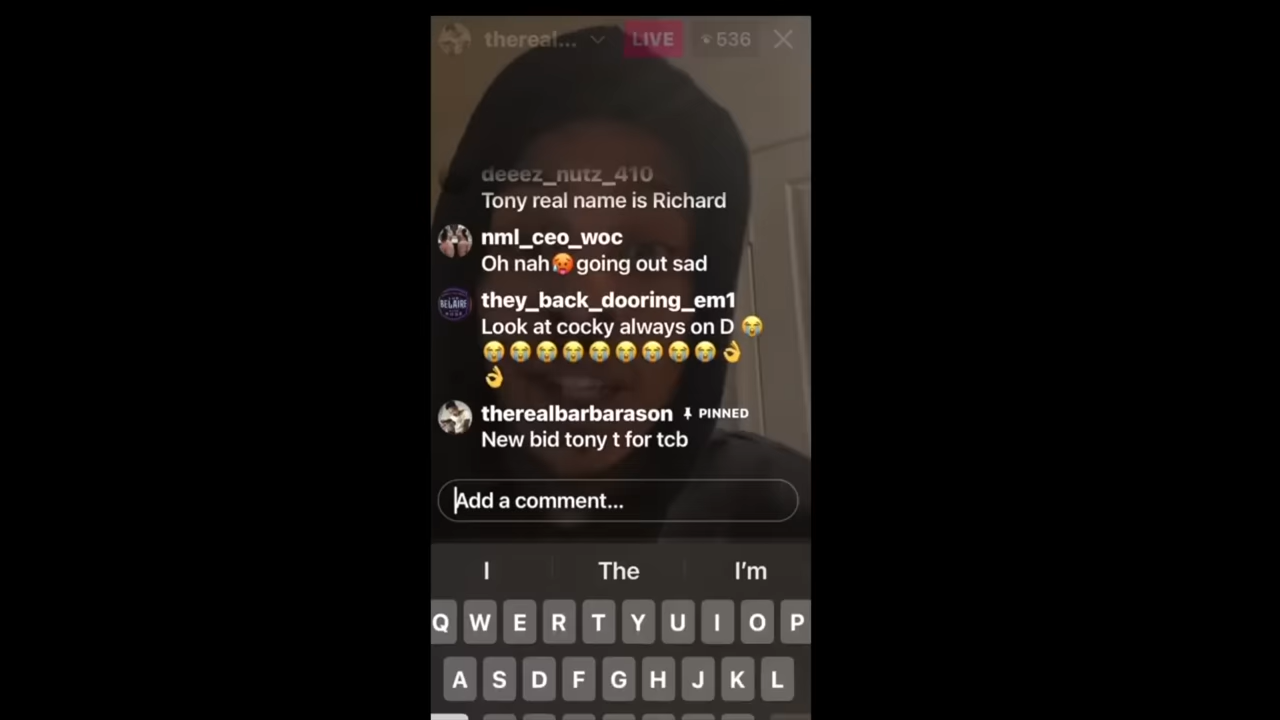 thereal...
LIVE
536
deeez_nutz_410
Tony real name is Richard
nml_ceo_woc
Oh nah🥵going out sad
BELAIRE
they_back_dooring_em1
Look at cocky always on D 😭
😭😭😭😭😭😭😭😭😭👌
👌
therealbarbarason PINNED
New bid tony t for tcb
Add a comment...
I The I'm
Q W E R T Y U I O P
A S D F G H J K L